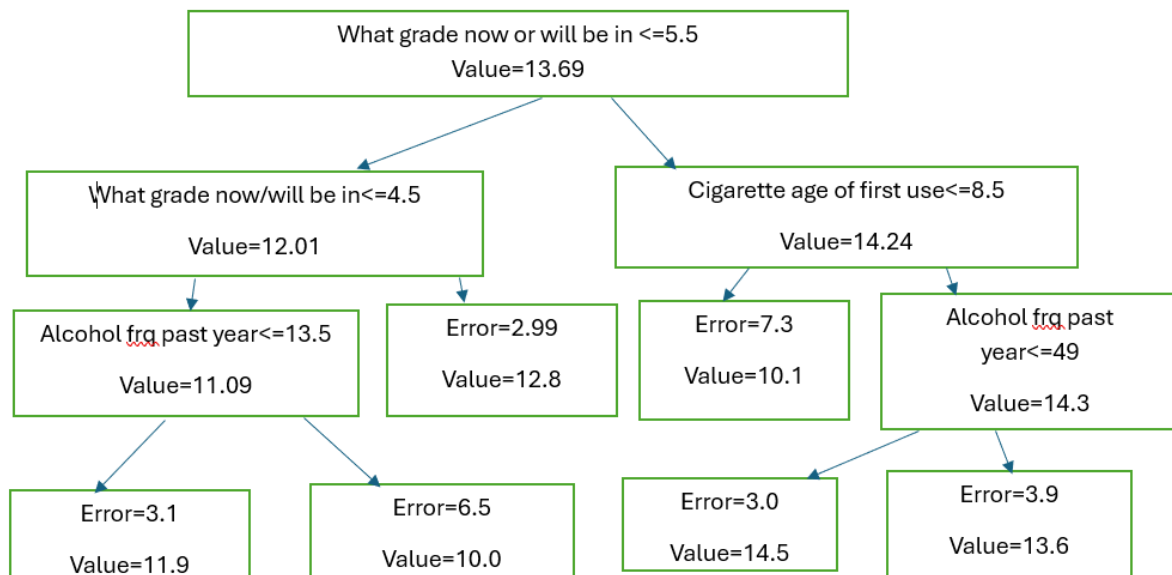 What grade now or will be in <=5.5
Value=13.69
What grade now/will be in<=4.5
Value=12.01
Cigarette age of first use<=8.5
Value=14.24
Alcohol frq past year<=13.5
Value=11.09
Error=2.99
Value=12.8
Error=7.3
Value=10.1
Alcohol frq past
year<=49
Value=14.3
Error=3.1
Value=11.9
Error=6.5
Value=10.0
Error=3.0
Value=14.5
Error=3.9
Value=13.6